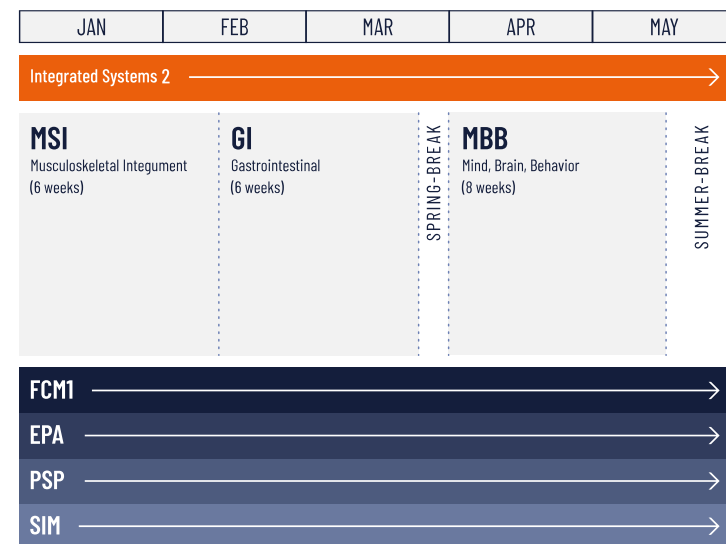 JAN
FEB
MAR
APR
MAY
Integrated Systems 2
MSI
Musculoskeletal Integument
(6 weeks)
GI
Gastrointestinal
(6 weeks)
SPRING-BREAK
MBB
Mind, Brain, Behavior
(8 weeks)
SUMMER-BREAK
FCM1
EPA
PSP
SIM